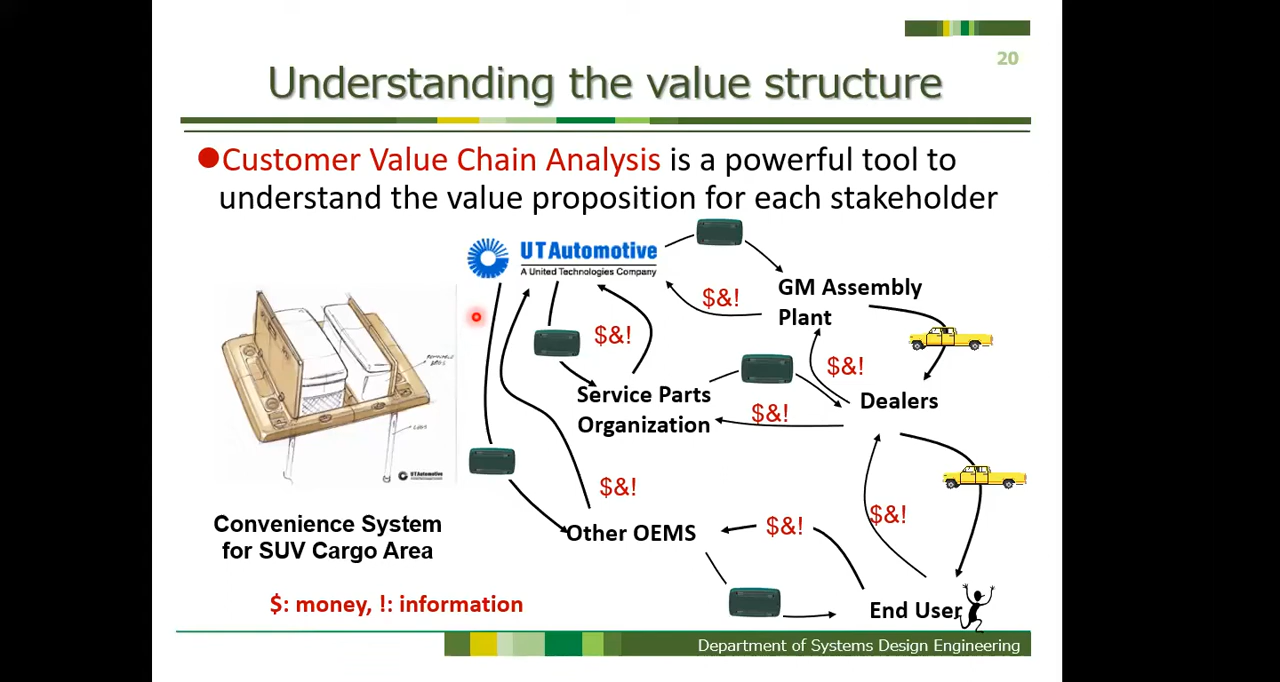 20
Understanding the value structure
Customer Value Chain Analysis is a powerful tool to
understand the value proposition for each stakeholder
UTAutomotive
A United Technologies Company
GM Assembly
Plant
$&!
$&!
$&!
Service Parts
Organization
Dealers
$&!
UTAutomotive
$&!
$&!
$&!
Convenience System
for SUV Cargo Area
Other OEMS
$: money, !: information
End User
Department of Systems Design Engineering